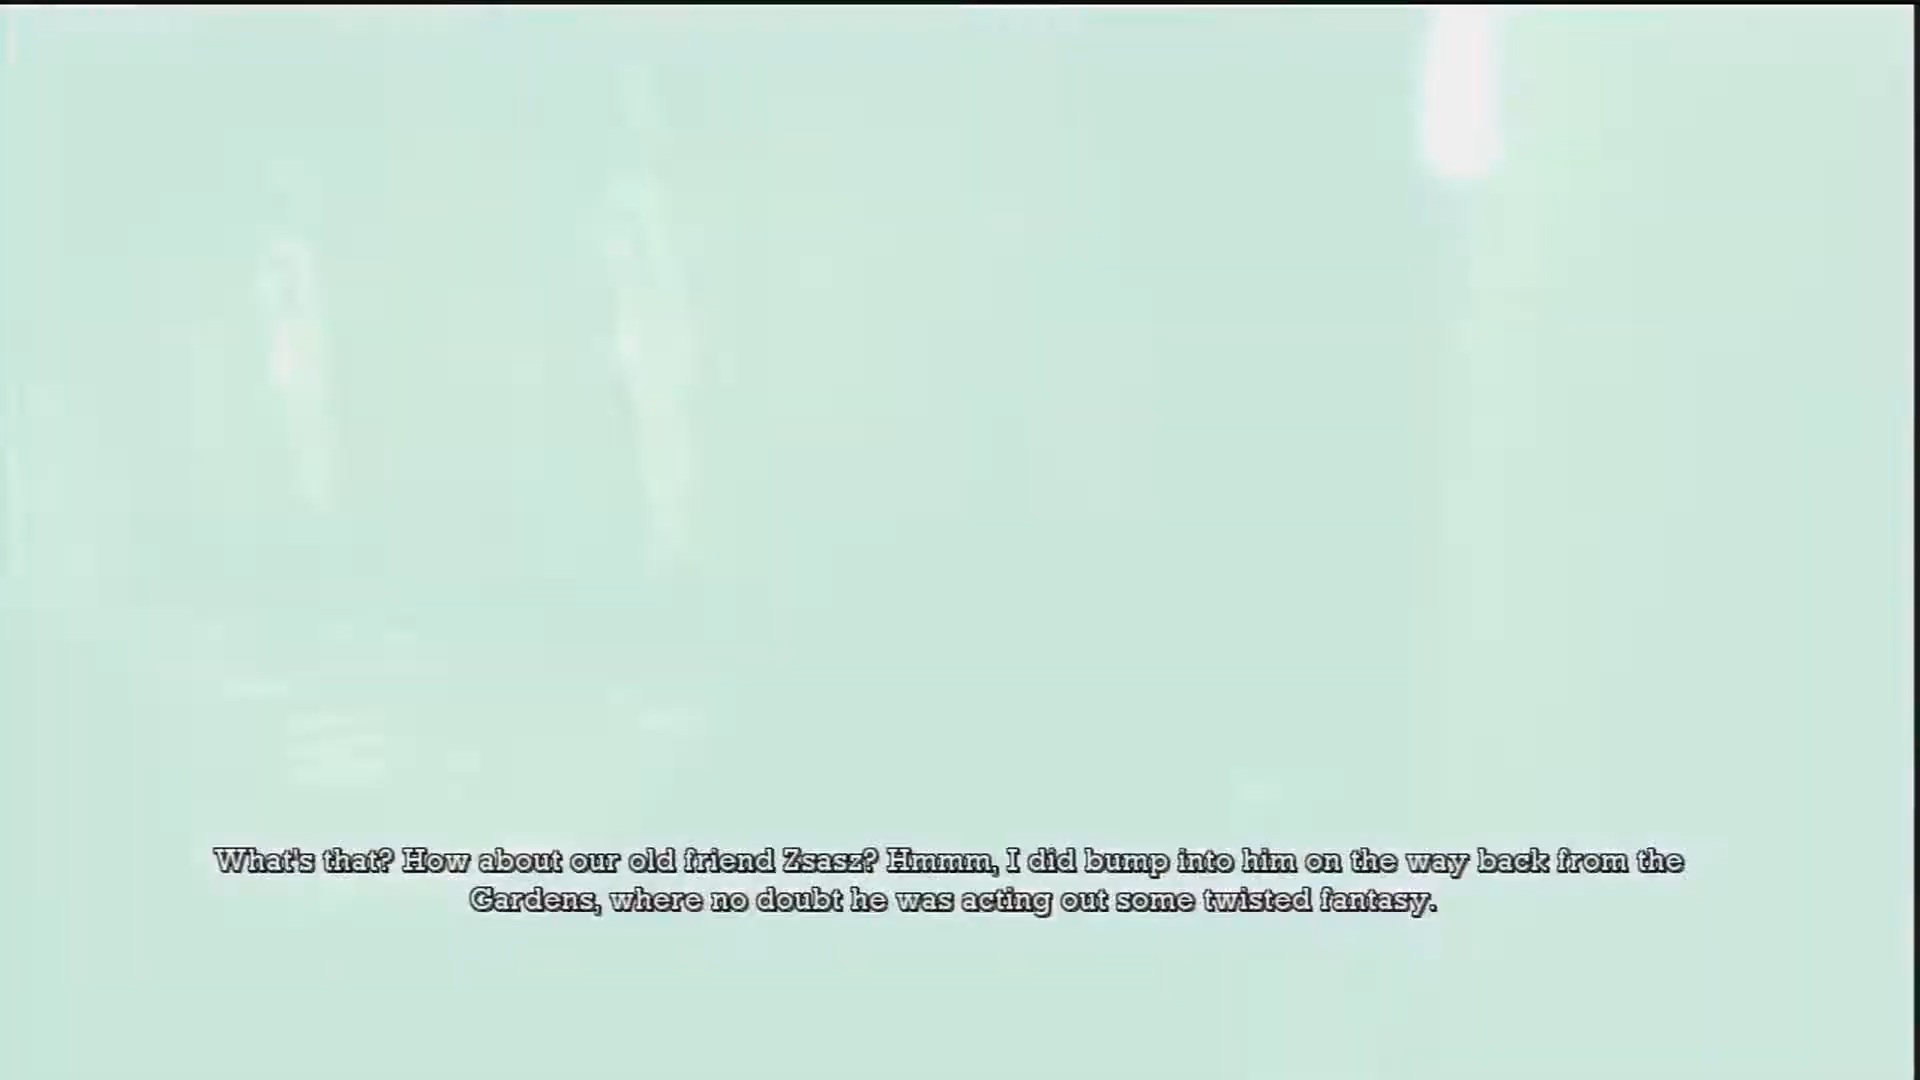 What's that? How about our old friend Zsasz? Hmmm, I did bump into him on the way back from the
Gardens, where no doubt he was acting out some twisted fantasy.